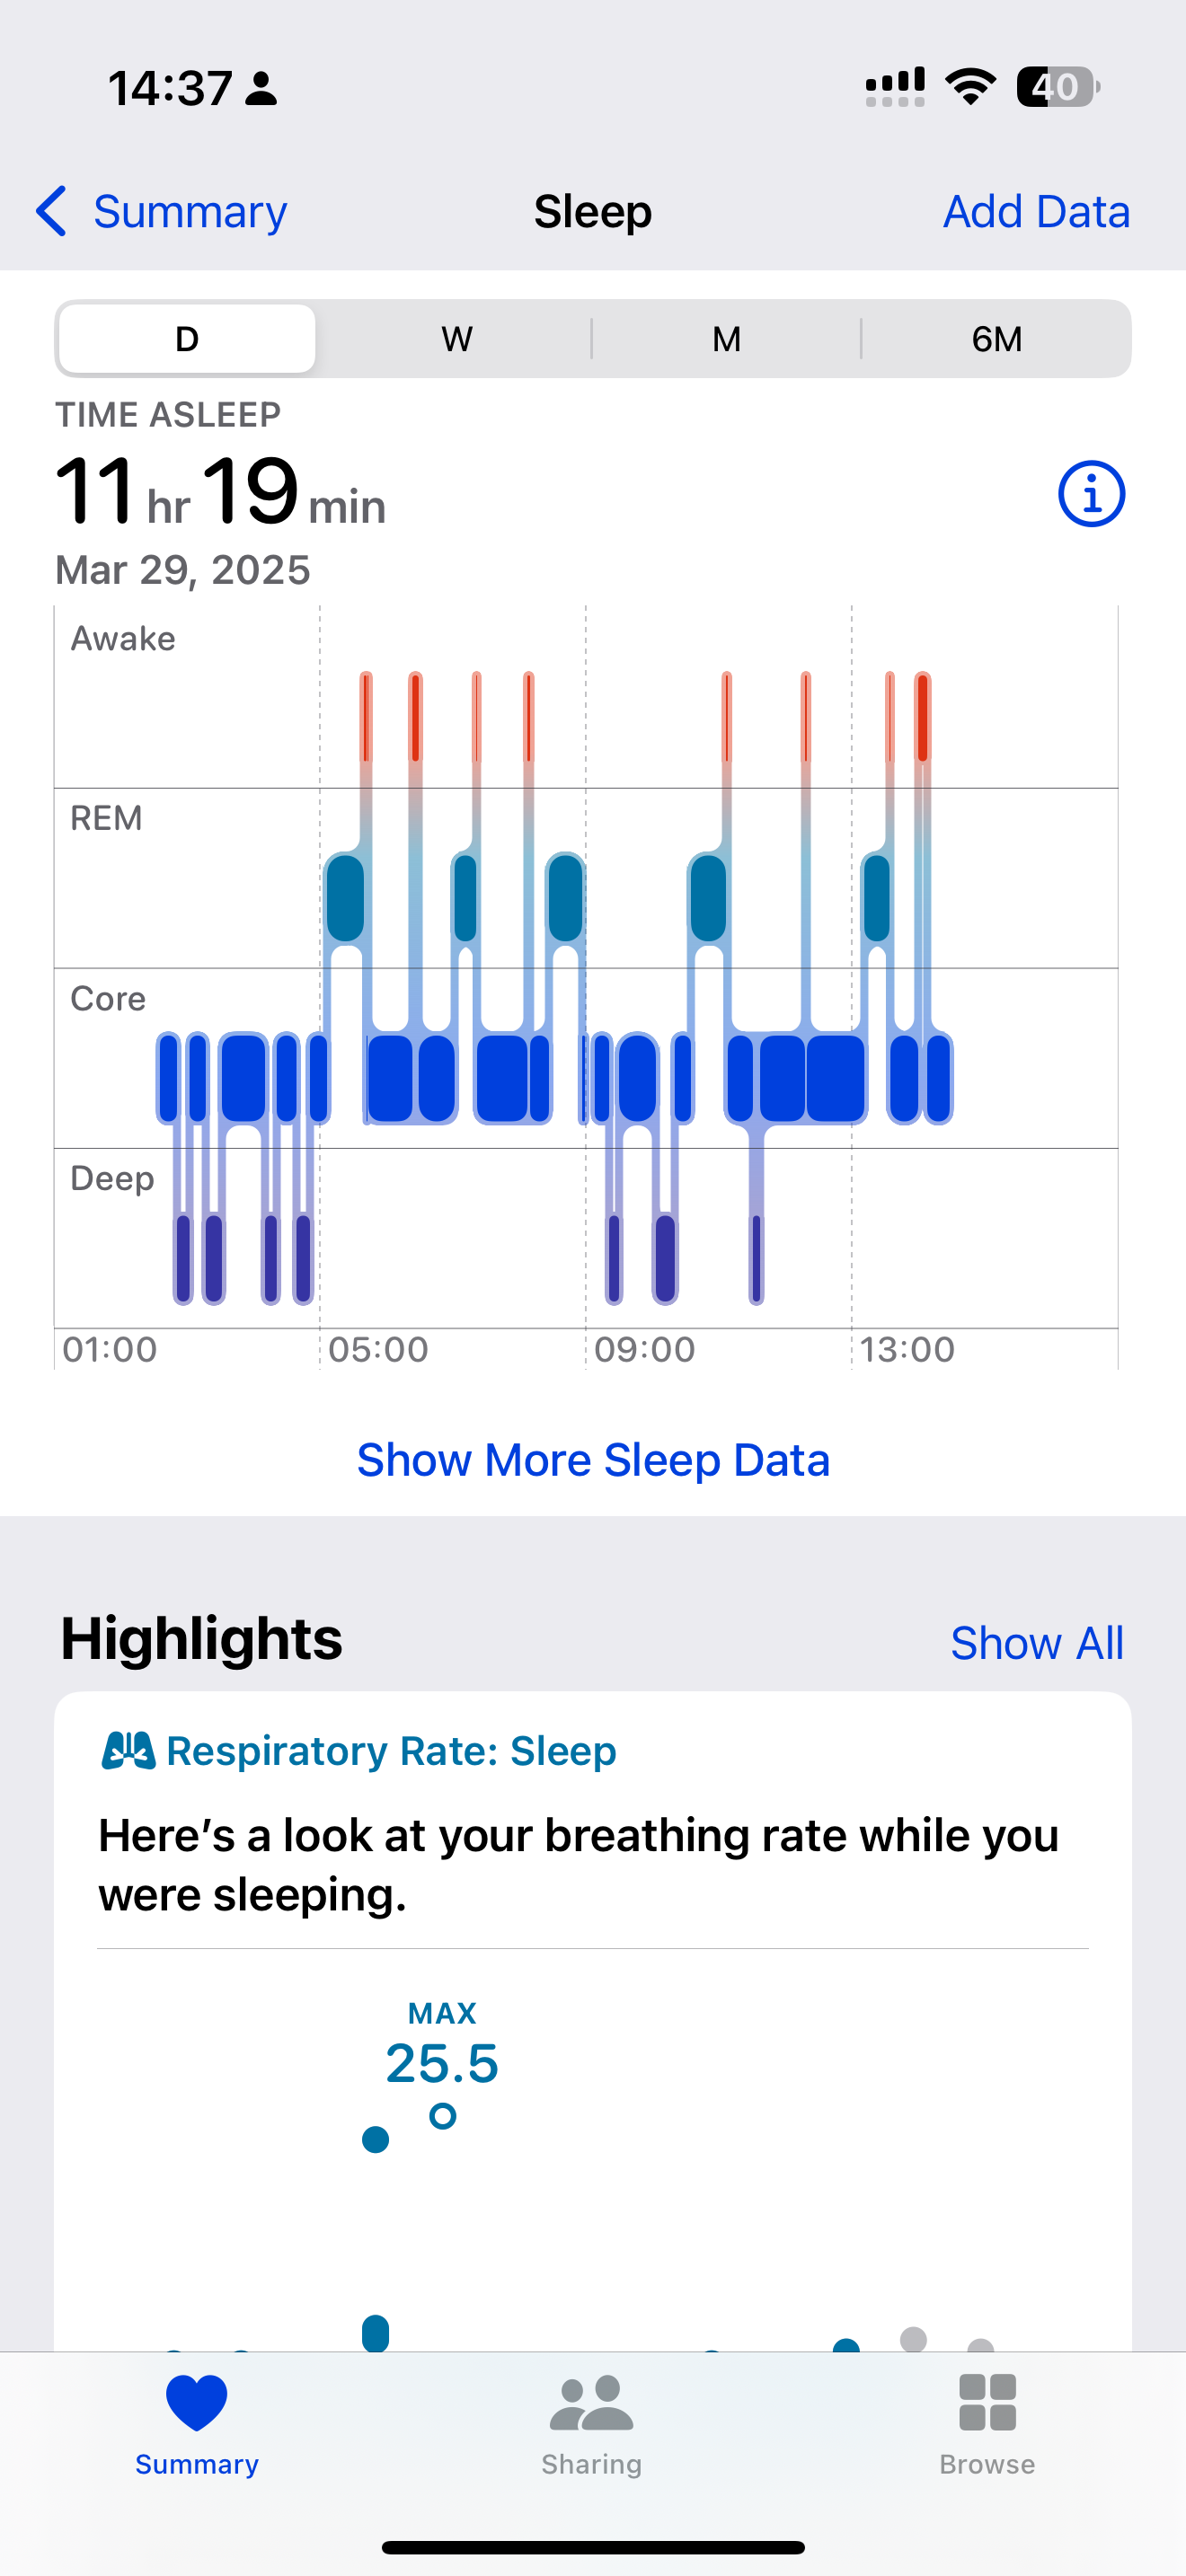 14:37
40
Summary
Sleep
Add Data
D
W
M
6M
TIME ASLEEP
11 hr 19 min
Mar 29, 2025
Awake
REM
Core
Deep
01:00
05:00
09:00
13:00
Show More Sleep Data
Highlights
Show All
Respiratory Rate: Sleep
Here’s a look at your breathing rate while you
were sleeping.
MAX
25.5
Summary
Sharing
Browse